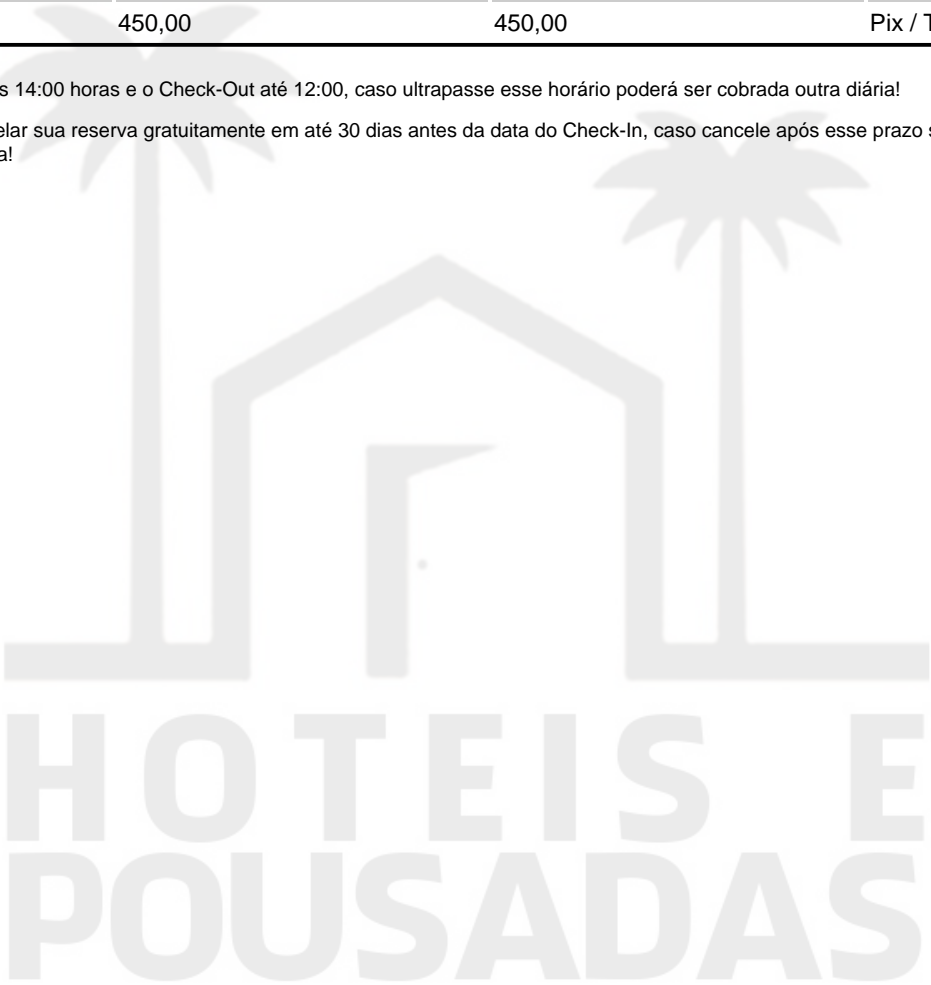 450,00 450,00 Pix / T
s 14:00 horas e o Check-Out até 12:00, caso ultrapasse esse horário poderá ser cobrada outra diária!
elar sua reserva gratuitamente em até 30 dias antes da data do Check-In, caso cancele após esse prazo s
a!
HOTEIS E
POUSADAS